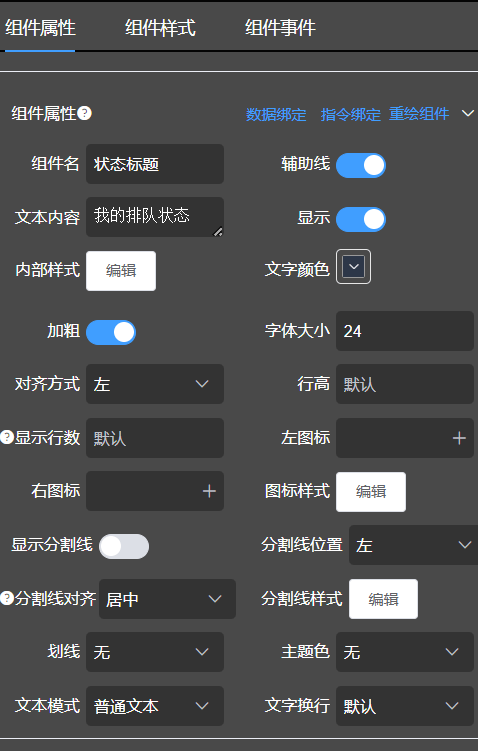 组件属性 组件样式 组件事件
组件属性 ? 数据绑定 指令绑定 重绘组件
组件名 状态标题 辅助线
文本内容 我的排队状态 显示
内部样式 编辑 文字颜色
加粗 字体大小 24
对齐方式 左 行高 默认
?显示行数 默认 左图标 +
右图标 + 图标样式 编辑
显示分割线 分割线位置 左
?分割线对齐 居中 分割线样式 编辑
划线 无 主题色 无
文本模式 普通文本 文字换行 默认